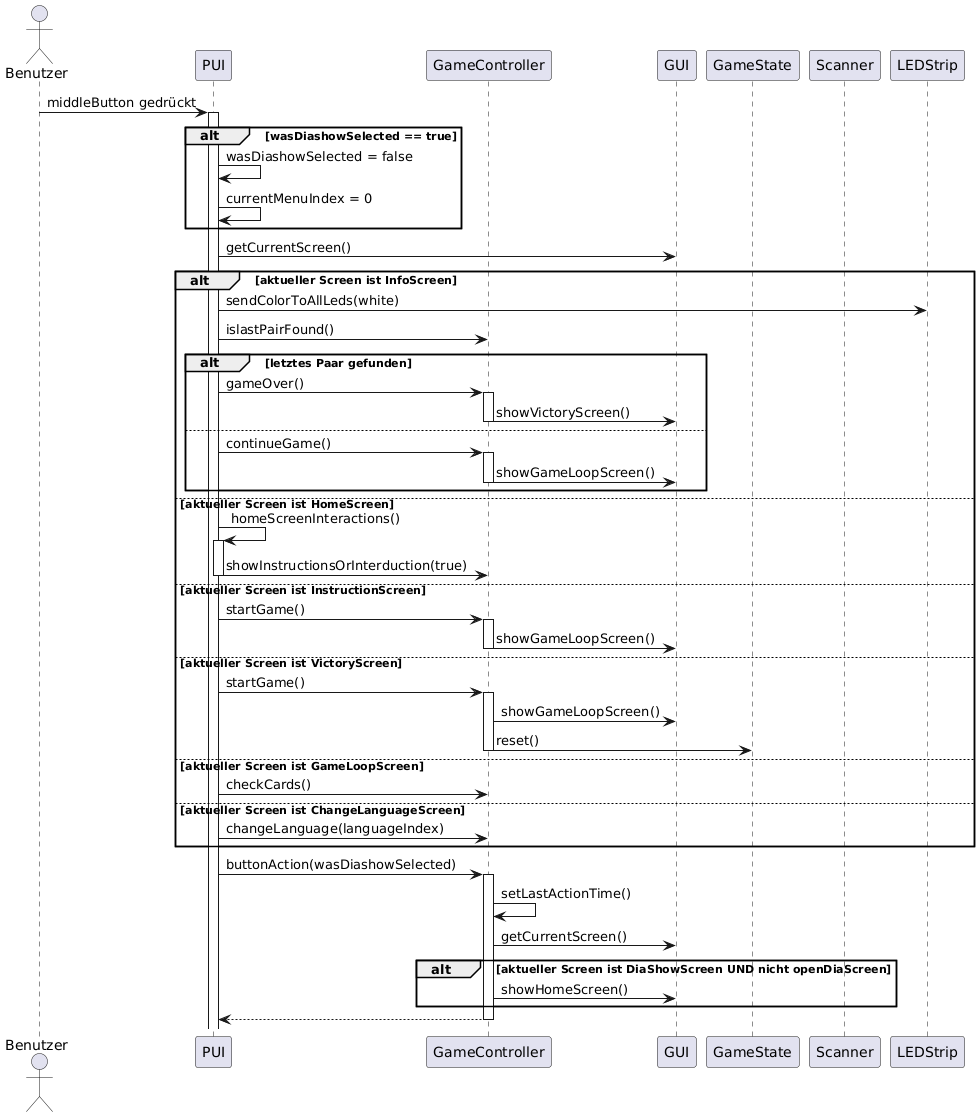 Benutzer
PUI
GameController
GUI
GameState
Scanner
LEDStrip
middleButton gedrückt
alt [wasDiashowSelected == true]
wasDiashowSelected = false
currentMenuIndex = 0
getCurrentScreen()
alt [aktueller Screen ist InfoScreen]
sendColorToAllLeds(white)
islastPairFound()
alt [letztes Paar gefunden]
gameOver()
showVictoryScreen()
continueGame()
showGameLoopScreen()
[aktueller Screen ist HomeScreen]
homeScreenInteractions()
showInstructionsOrInterduction(true)
[aktueller Screen ist InstructionScreen]
startGame()
showGameLoopScreen()
[aktueller Screen ist VictoryScreen]
startGame()
showGameLoopScreen()
reset()
[aktueller Screen ist GameLoopScreen]
checkCards()
[aktueller Screen ist ChangeLanguageScreen]
changeLanguage(languageIndex)
buttonAction(wasDiashowSelected)
setLastActionTime()
getCurrentScreen()
alt [aktueller Screen ist DiaShowScreen UND nicht openDiaScreen]
showHomeScreen()
Benutzer
PUI
GameController
GUI
GameState
Scanner
LEDStrip